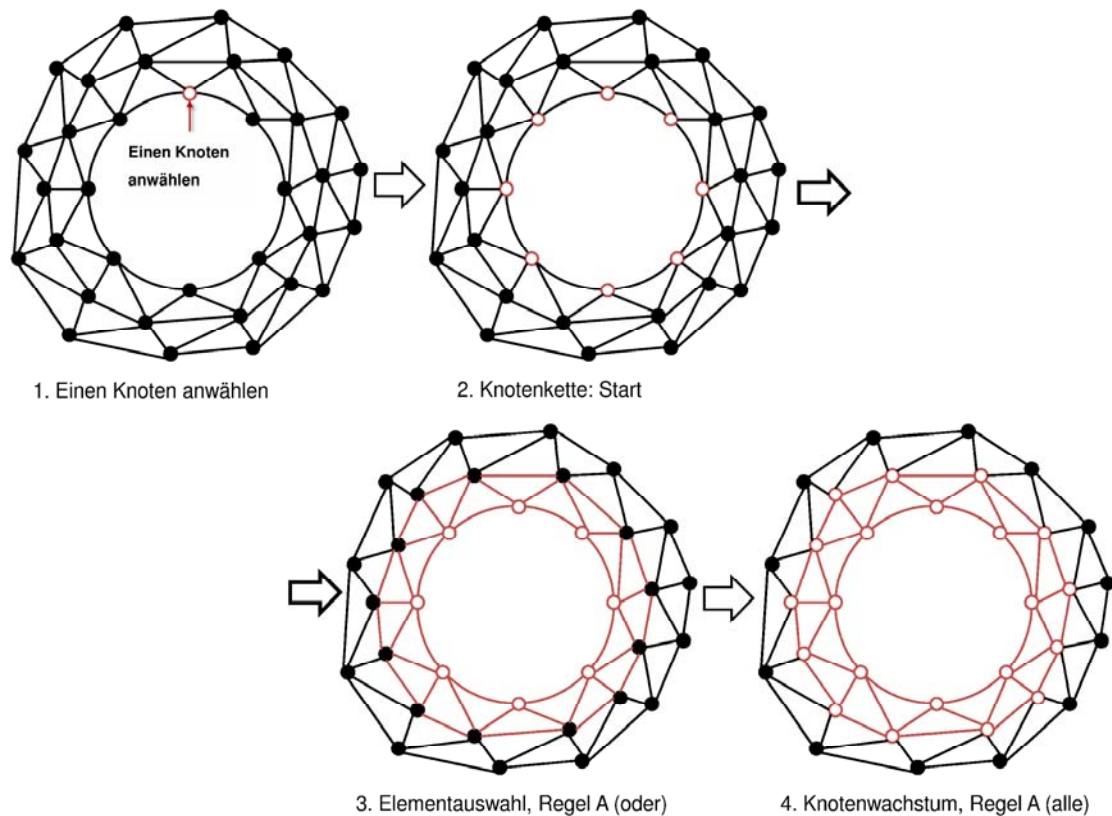 Einen Knoten
anwählen
1. Einen Knoten anwählen
2. Knotenkette: Start
3. Elementauswahl, Regel A (oder)
4. Knotenwachstum, Regel A (alle)